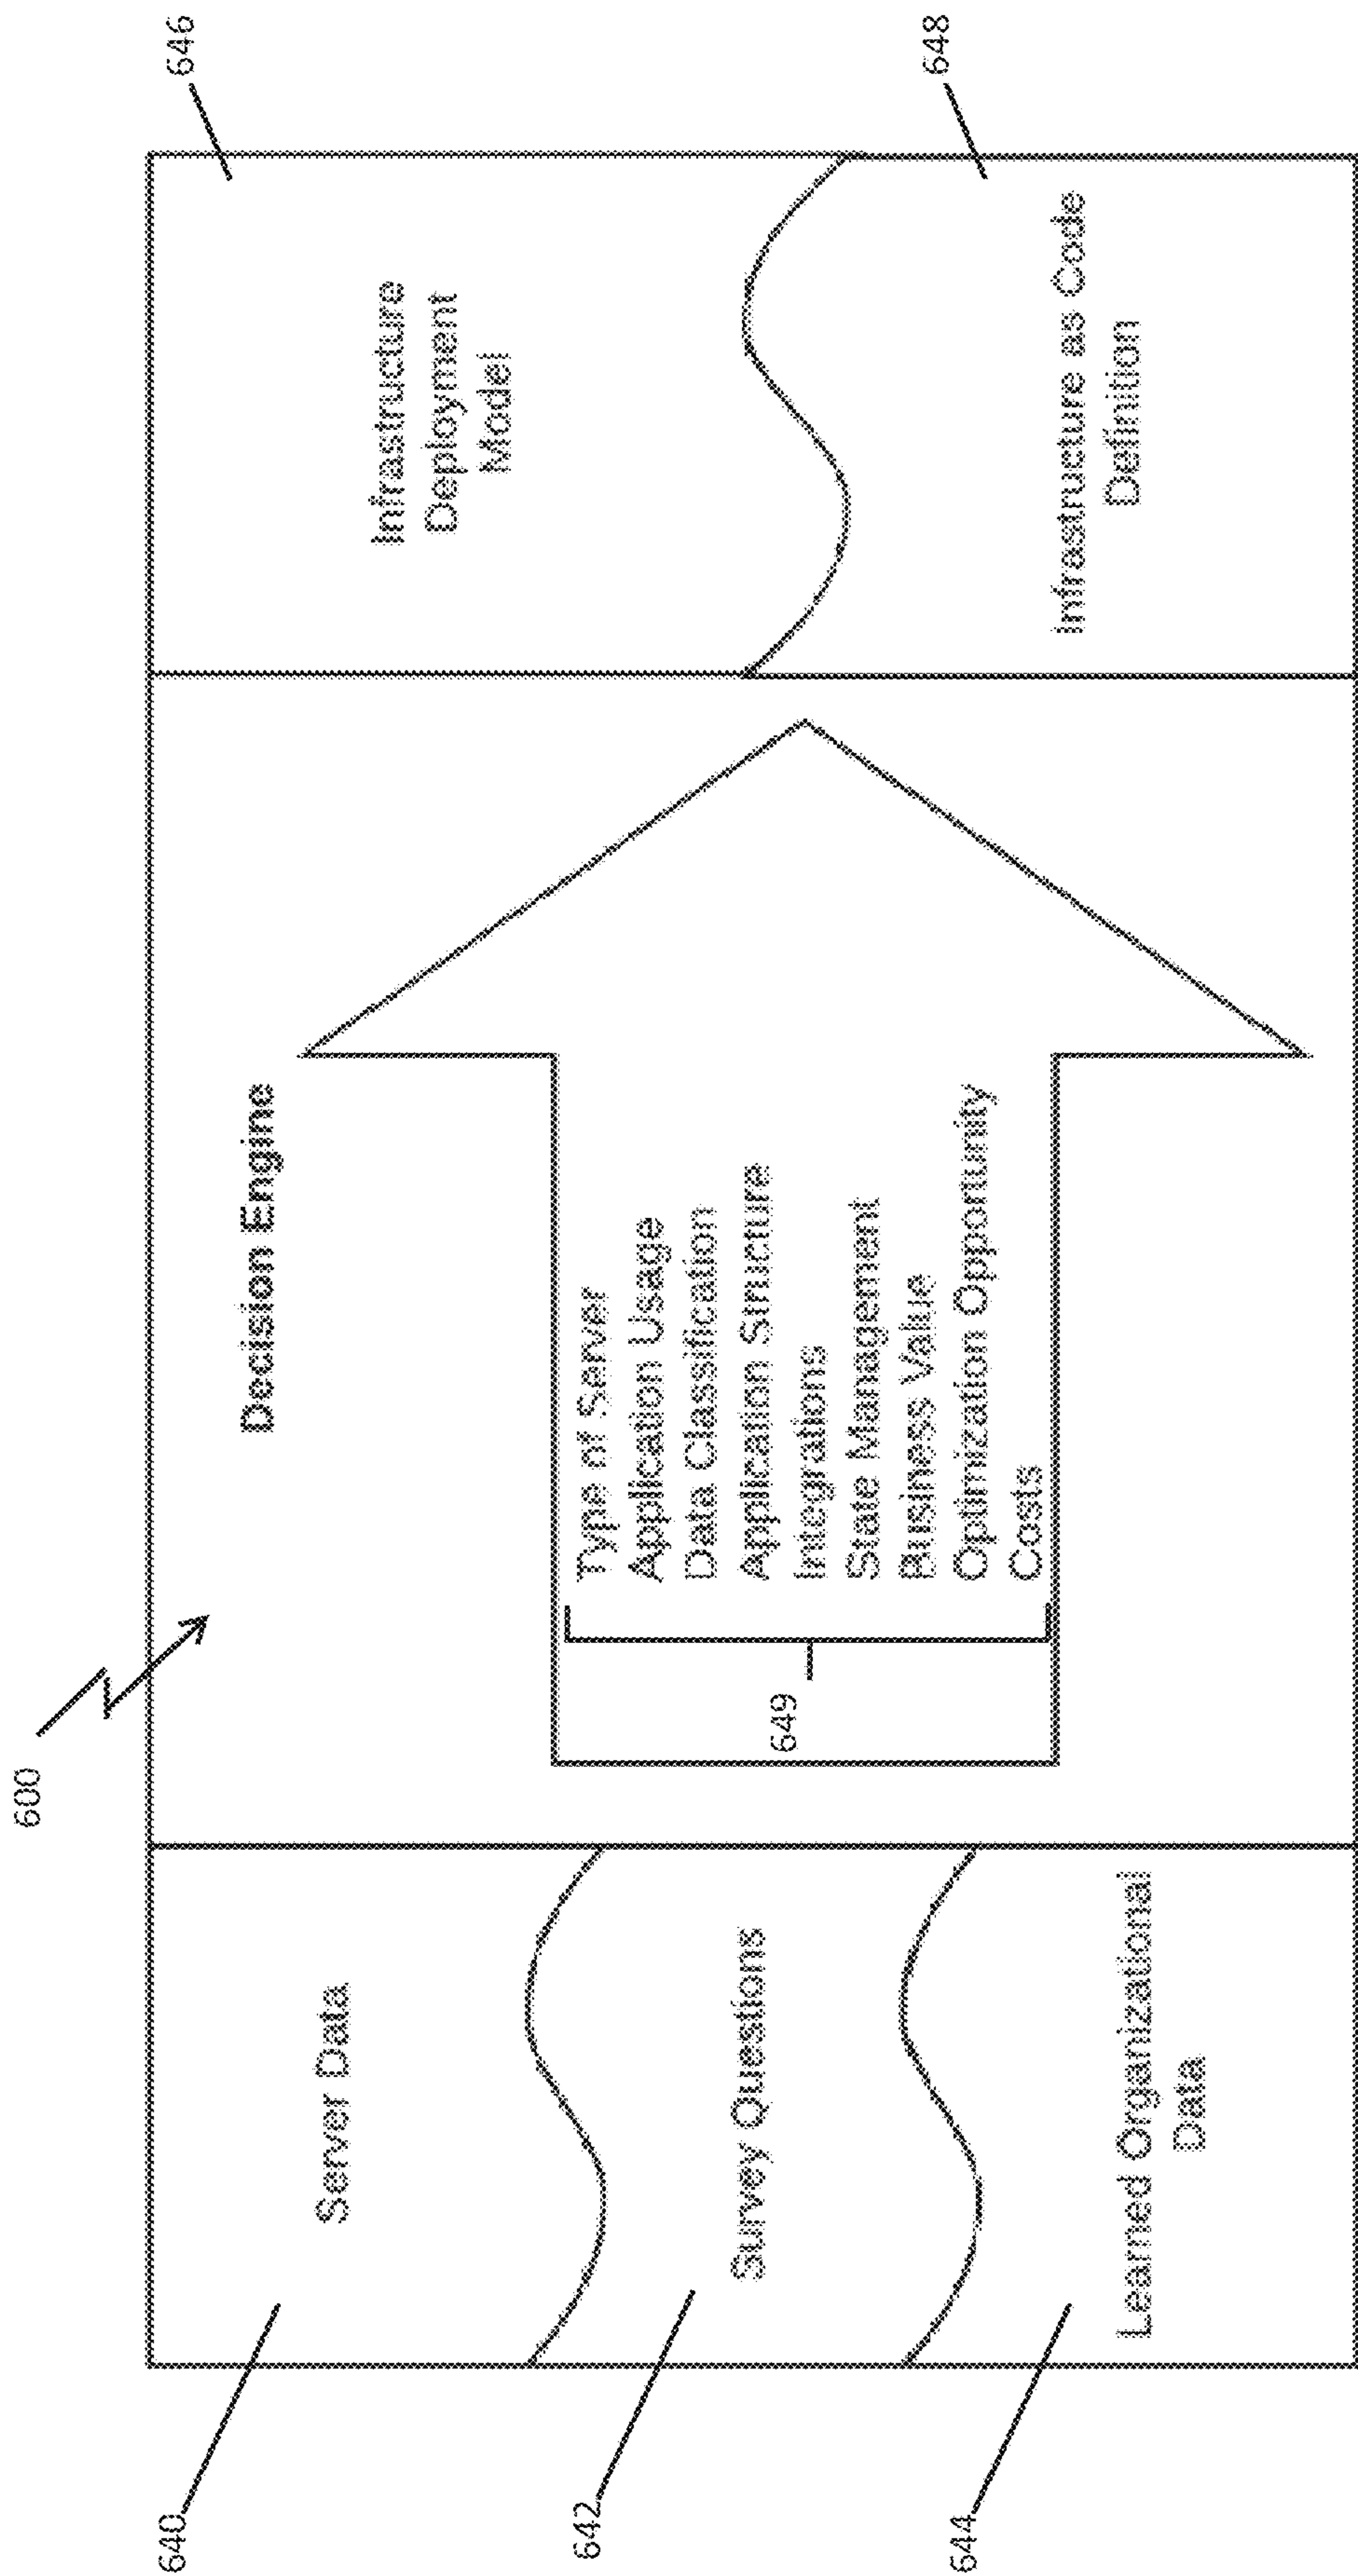 600
Decision Engine
640
Server Data
642
Survey Questions
644
Learned Organizational
Data
649
Type of Server
Application Usage
Data Classification
Application Structure
Integrations
State Management
Business Value
Optimization Opportunity
Costs
646
Infrastructure
Deployment
Model
648
Infrastructure as Code
Definition